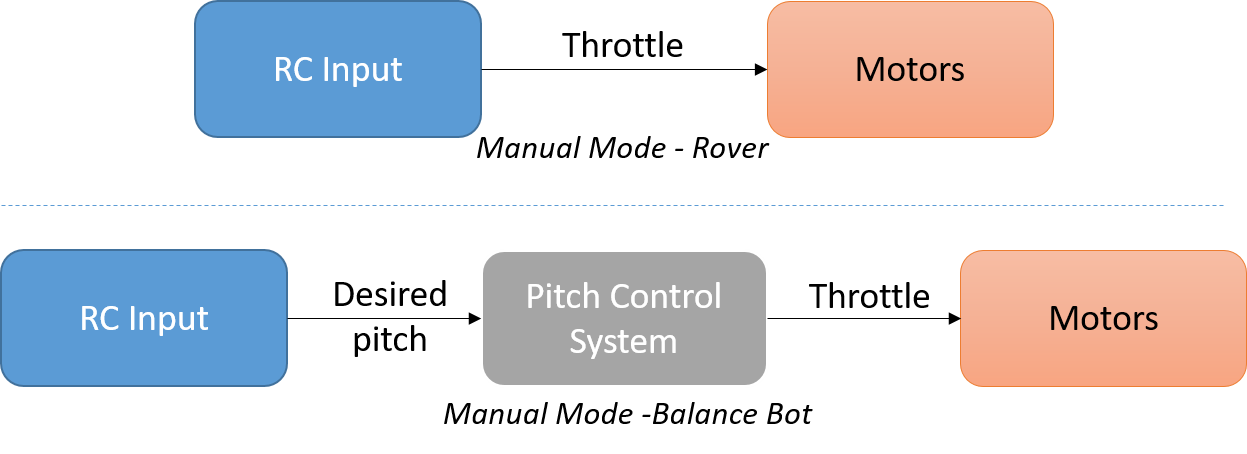 RC Input
Throttle
Motors
Manual Mode - Rover
RC Input
Desired
pitch
Pitch Control
System
Throttle
Motors
Manual Mode -Balance Bot